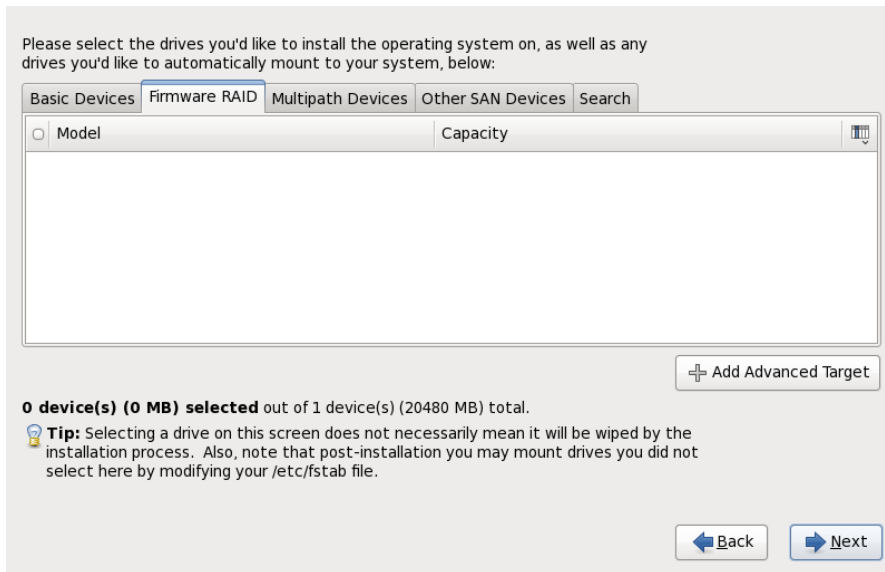 Please select the drives you'd like to install the operating system on, as well as any
drives you'd like to automatically mount to your system, below:
Basic Devices Firmware RAID Multipath Devices Other SAN Devices Search
Model Capacity
Add Advanced Target
0 device(s) (0 MB) selected out of 1 device(s) (20480 MB) total.
Tip: Selecting a drive on this screen does not necessarily mean it will be wiped by the
installation process.  Also, note that post-installation you may mount drives you did not
select here by modifying your /etc/fstab file.
Back Next